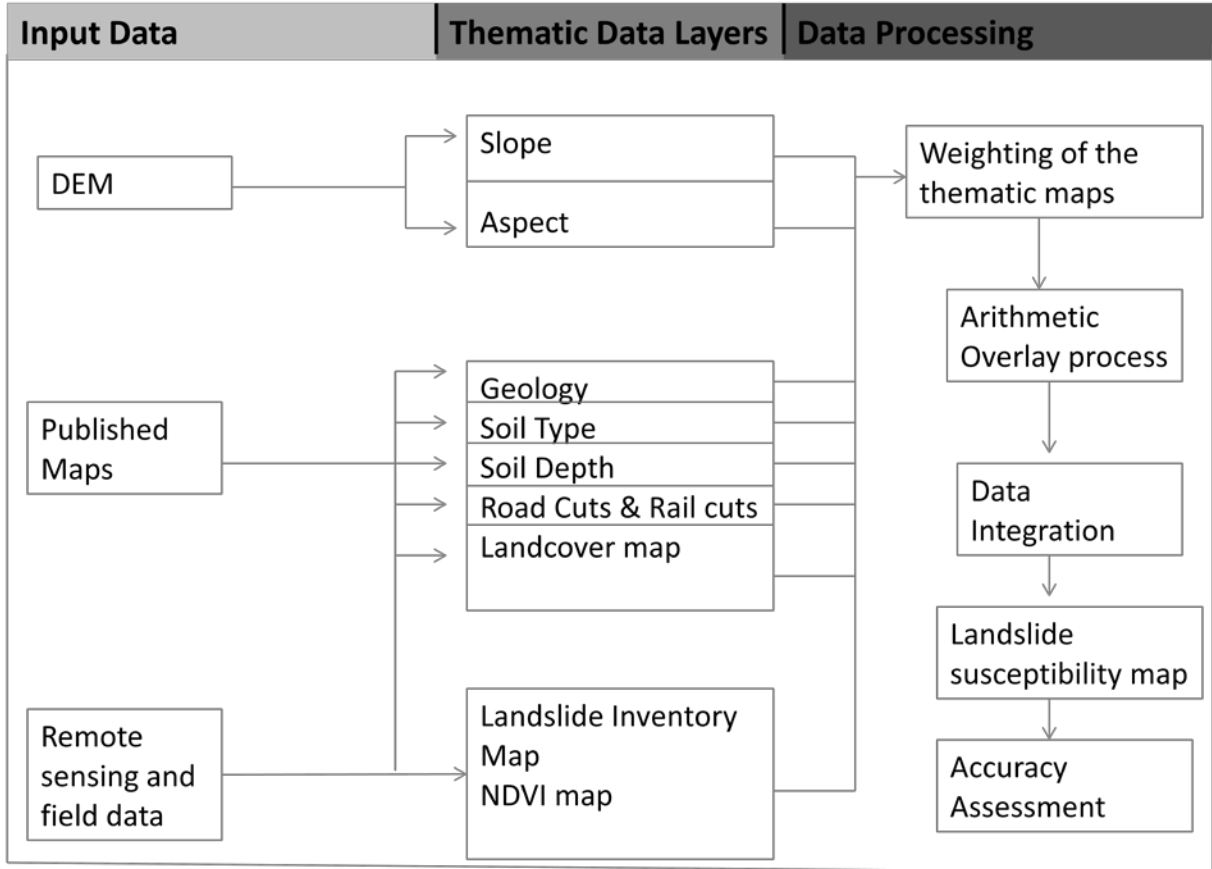 Input Data
Thematic Data Layers
Data Processing
DEM
Slope
Aspect
Weighting of the
thematic maps
Arithmetic
Overlay process
Published
Maps
Geology
Soil Type
Soil Depth
Road Cuts & Rail cuts
Landcover map
Data
Integration
Landslide
susceptibility map
Remote
sensing and
field data
Landslide Inventory
Map
NDVI map
Accuracy
Assessment